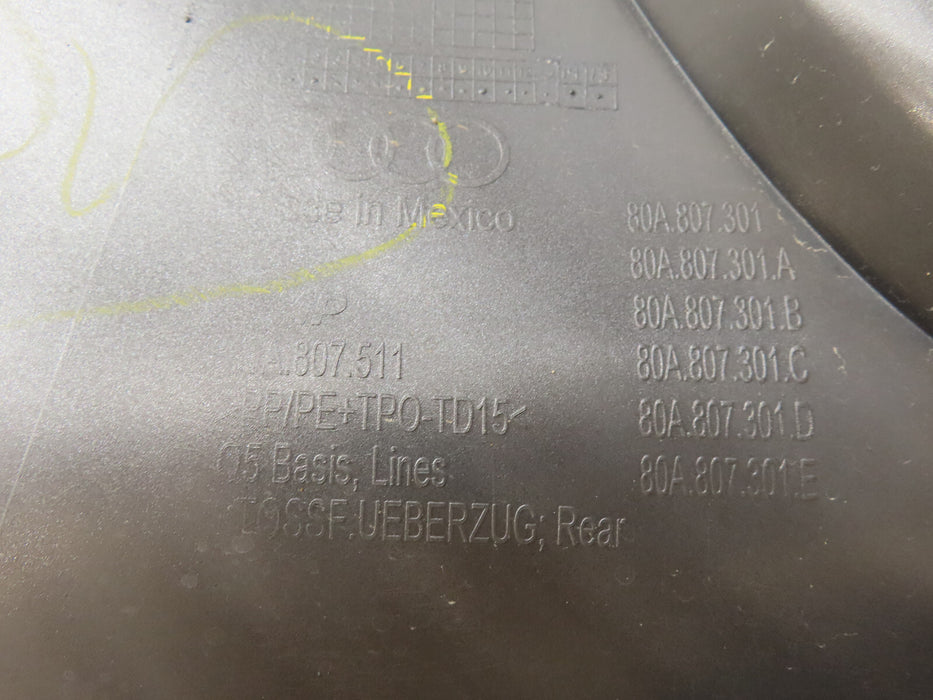 In Mexico
.807.511
PP/PE+TPO-TD15<
Q5 Basis, Lines
STOSSF.UEBERZUG; Rear
80A.807.301
80A.807.301.A
80A.807.301.B
80A.807.301.C
80A.807.301.D
80A.807.301.E